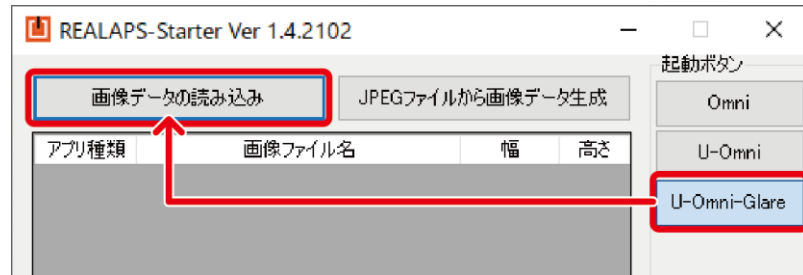 REALAPS-Starter Ver 1.4.2102
起動ボタン
画像データの読み込み
JPEGファイルから画像データ生成
Omni
アプリ種類 画像ファイル名 幅 高さ
U-Omni
U-Omni-Glare